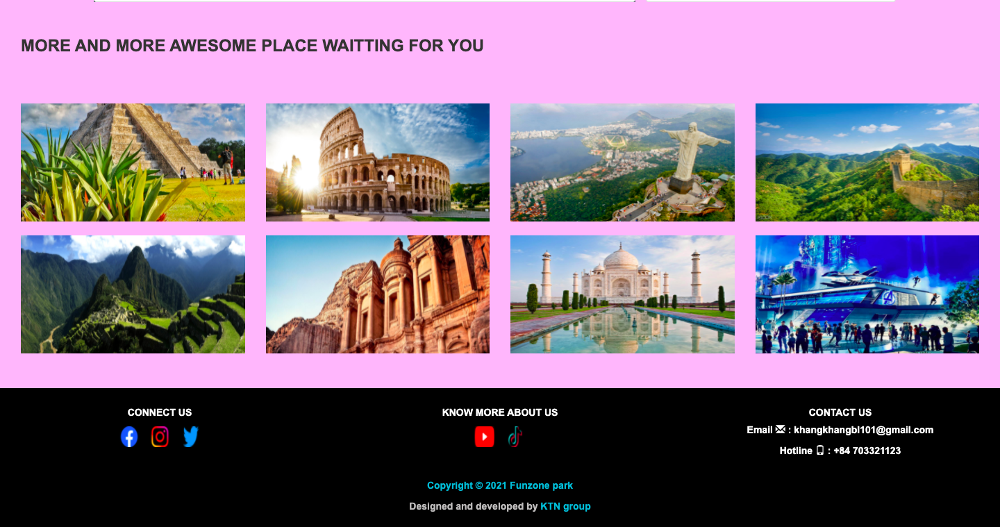 MORE AND MORE AWESOME PLACE WAITTING FOR YOU
CONNECT US
KNOW MORE ABOUT US
CONTACT US
Email : khangkhangbl101@gmail.com
Hotline : +84 703321123
Copyright © 2021 Funzone park
Designed and developed by KTN group